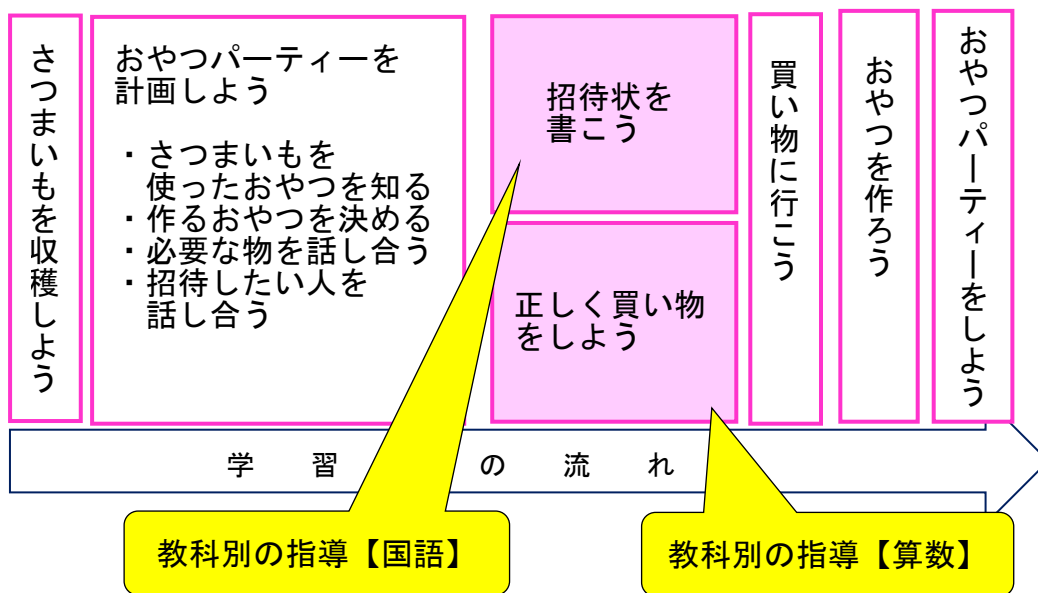 さつまいもを収穫しよう
おやつパーティーを
計画しよう
・さつまいもを
使ったおやつを知る
・作るおやつを決める
・必要な物を話し合う
・招待したい人を
話し合う
招待状を
書こう
正しく買い物
をしよう
買い物に行こう
おやつを作ろう
おやつパーティーをしよう
学習の流れ
教科別の指導【国語】
教科別の指導【算数】